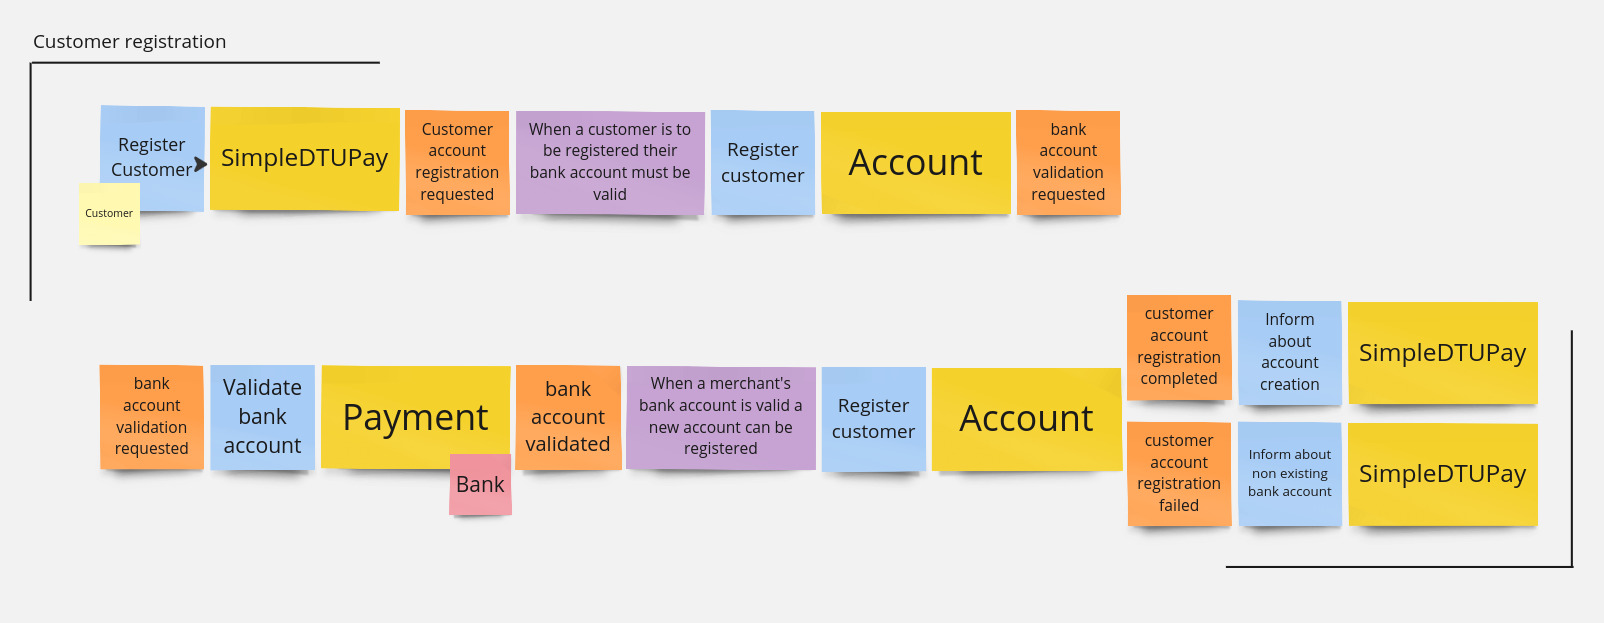 Customer registration
Register
Customer
Customer
SimpleDTUPay
Customer
account
registration
requested
When a customer is to
be registered their
bank account must be
valid
Register
customer
Account
bank
account
validation
requested
bank
account
validation
requested
Validate
bank
account
Payment
Bank
bank
account
validated
When a merchant's
bank account is valid a
new account can be
registered
Register
customer
Account
customer
account
registration
completed
Inform
about
account
creation
SimpleDTUPay
customer
account
registration
failed
Inform about
non existing
bank account
SimpleDTUPay